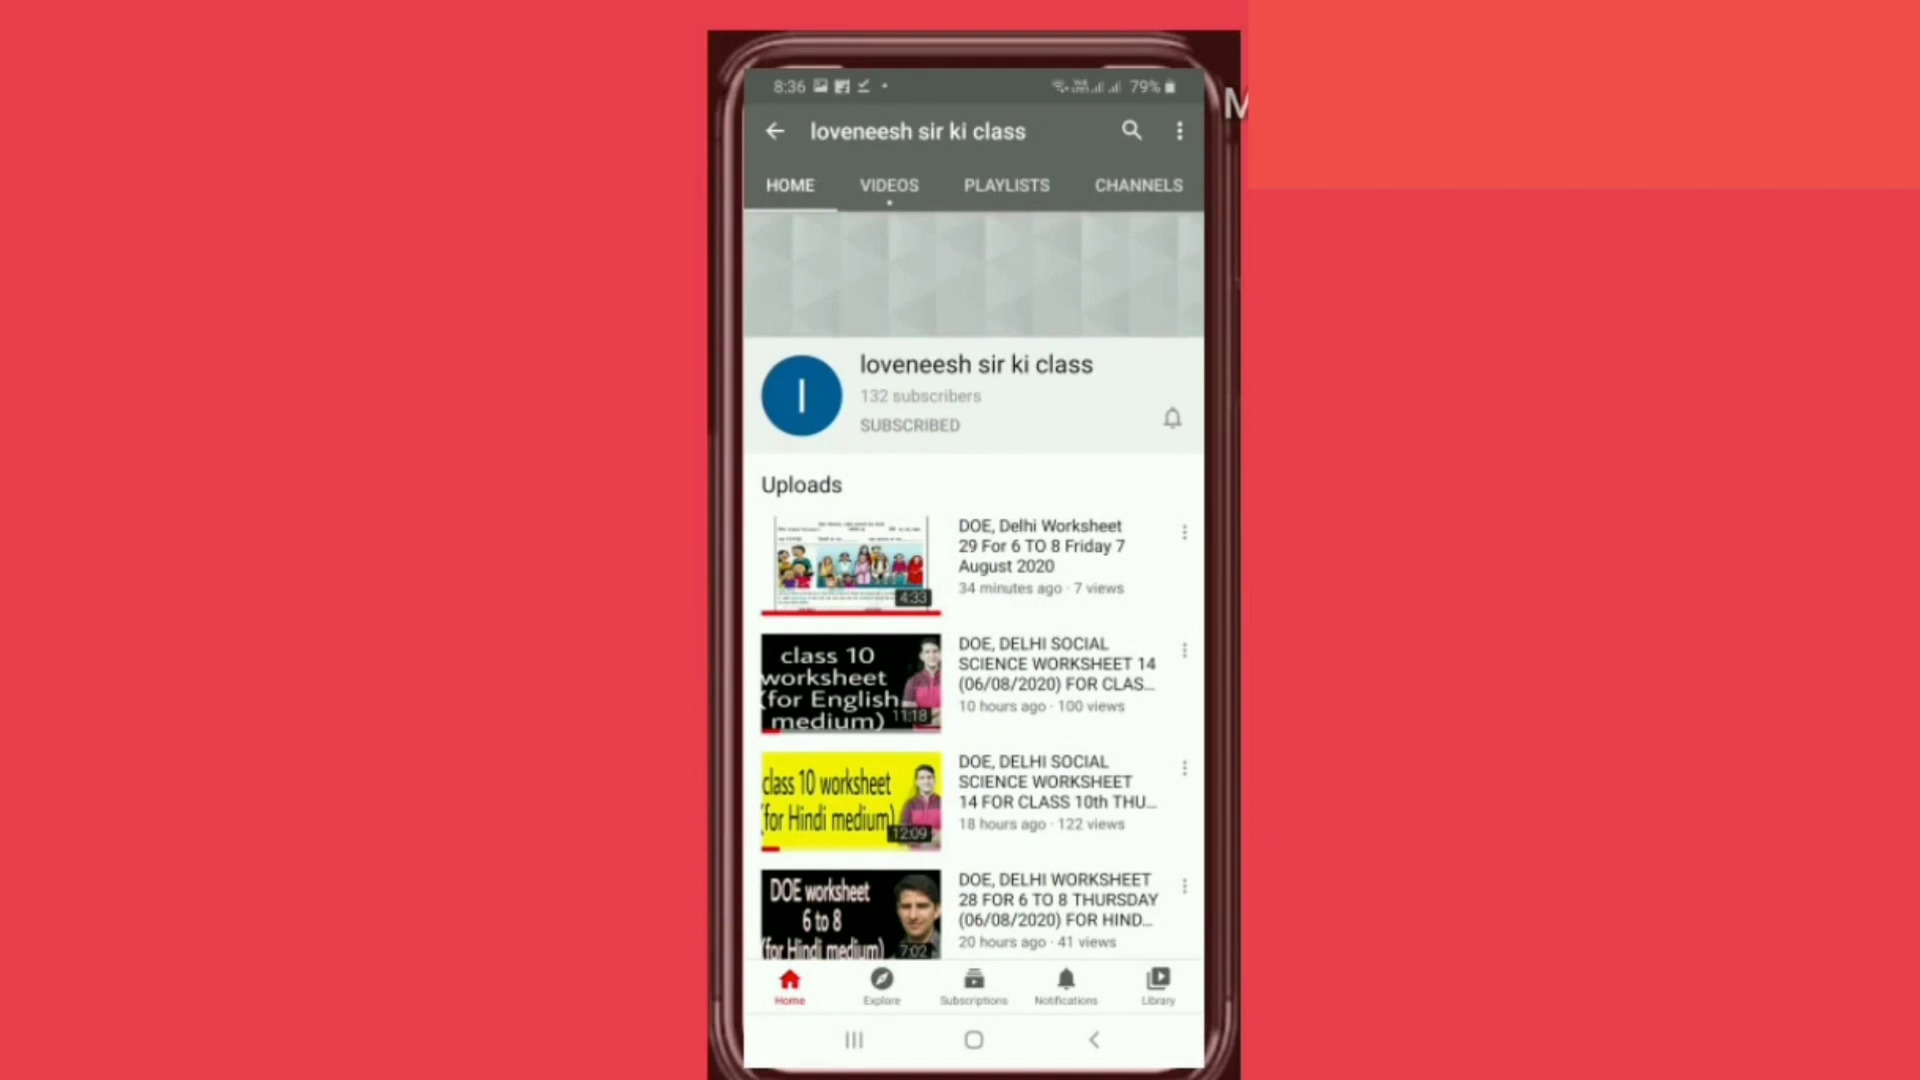 8:36
79%
M
loveneesh sir ki class
HOME VIDEOS PLAYLISTS CHANNELS
l
loveneesh sir ki class
132 subscribers
SUBSCRIBED
Uploads
4:33
DOE, Delhi Worksheet
29 For 6 TO 8 Friday 7
August 2020
34 minutes ago · 7 views
class 10
worksheet
(for English
medium)
11:18
DOE, DELHI SOCIAL
SCIENCE WORKSHEET 14
(06/08/2020) FOR CLAS...
10 hours ago · 100 views
class 10 worksheet
(for Hindi medium)
12:09
DOE, DELHI SOCIAL
SCIENCE WORKSHEET
14 FOR CLASS 10th THU...
18 hours ago · 122 views
DOE worksheet
6 to 8
(for Hindi medium)
7:02
DOE, DELHI WORKSHEET
28 FOR 6 TO 8 THURSDAY
(06/08/2020) FOR HIND...
20 hours ago · 41 views
Home Explore Subscriptions Notifications Library